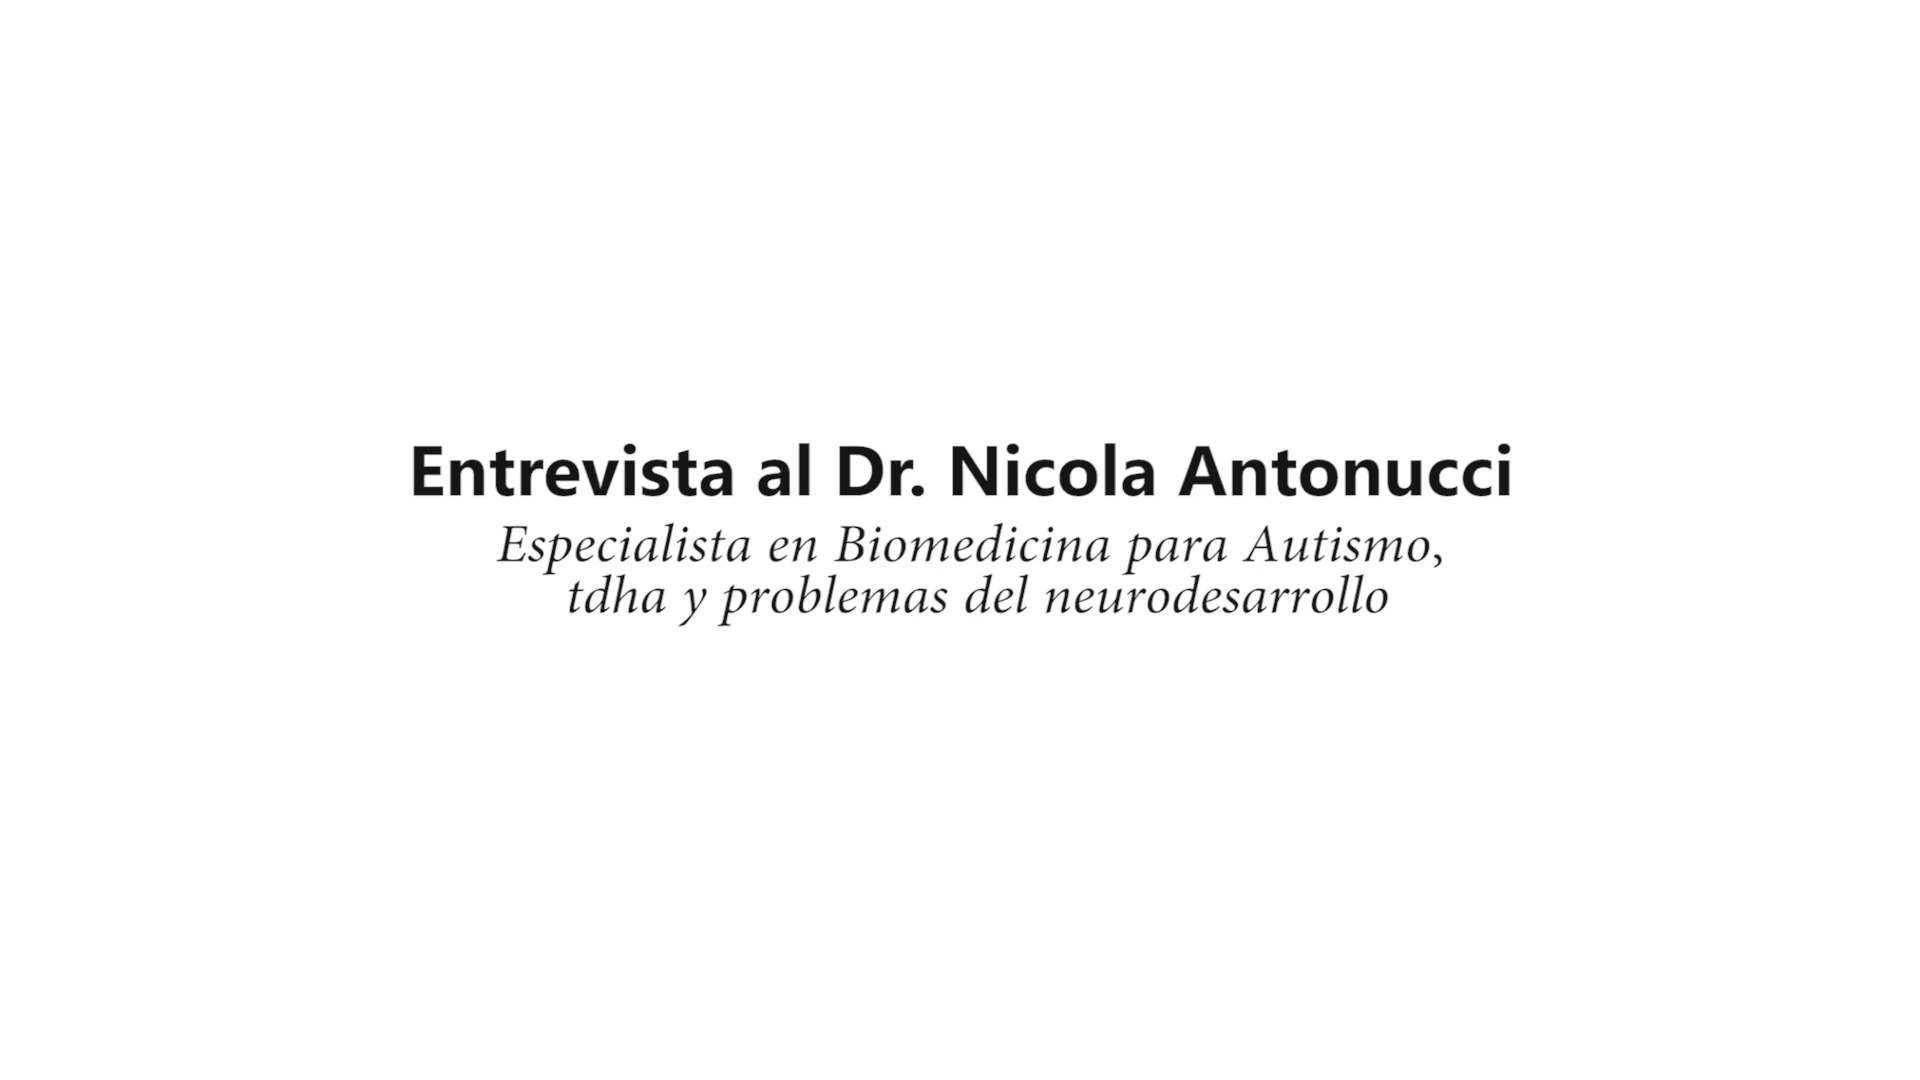 Entrevista al Dr. Nicola Antonucci
Especialista en Biomedicina para Autismo,
tdha y problemas del neurodesarrollo